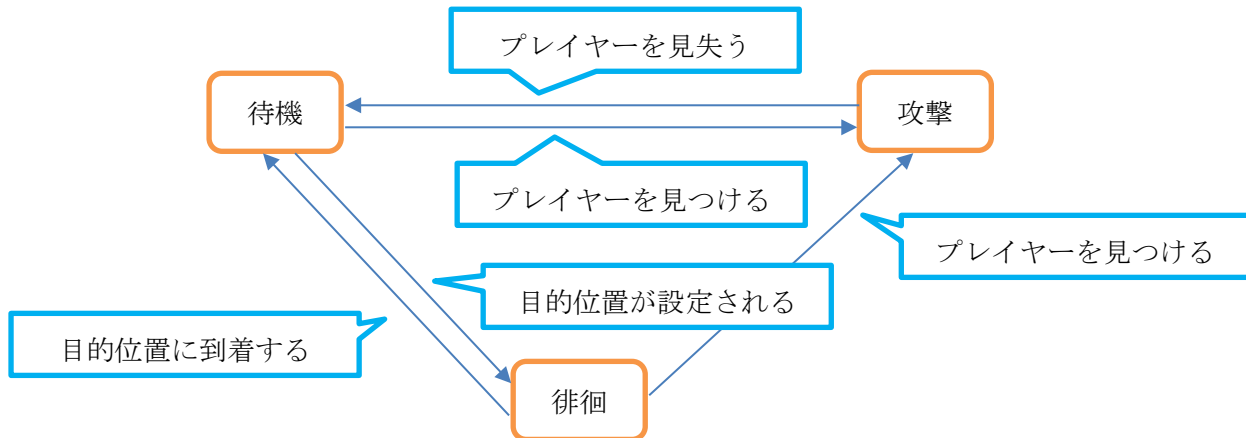 プレイヤーを見失う
待機
攻撃
プレイヤーを見つける
プレイヤーを見つける
目的位置が設定される
目的位置に到着する
徘徊